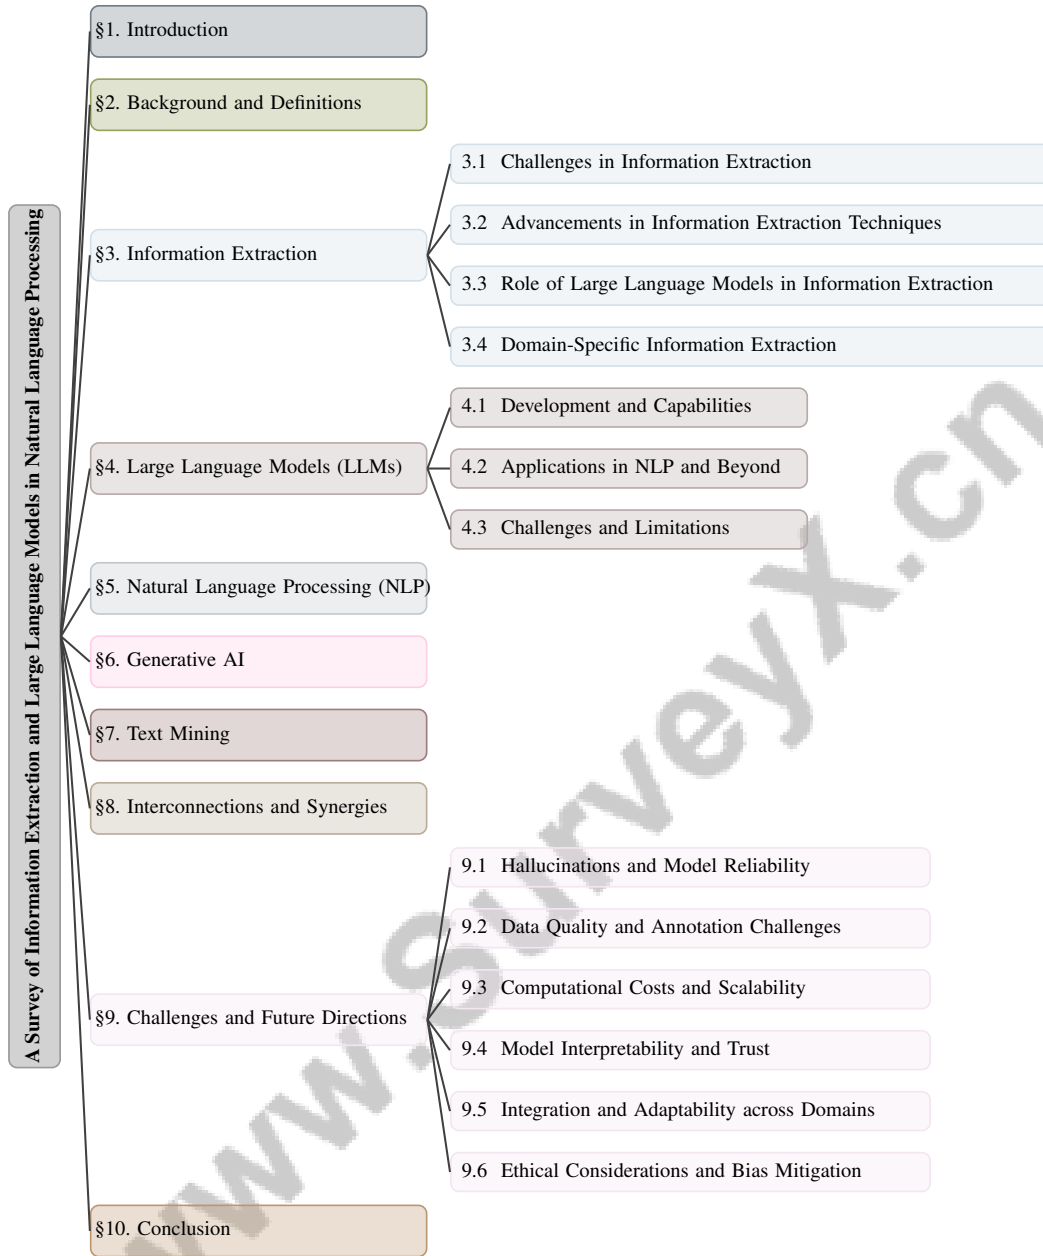 A Survey of Information Extraction and Large Language Models in Natural Language Processing
§1. Introduction
§2. Background and Definitions
§3. Information Extraction
3.1 Challenges in Information Extraction
3.2 Advancements in Information Extraction Techniques
3.3 Role of Large Language Models in Information Extraction
3.4 Domain-Specific Information Extraction
§4. Large Language Models (LLMs)
4.1 Development and Capabilities
4.2 Applications in NLP and Beyond
4.3 Challenges and Limitations
§5. Natural Language Processing (NLP)
§6. Generative AI
§7. Text Mining
§8. Interconnections and Synergies
§9. Challenges and Future Directions
9.1 Hallucinations and Model Reliability
9.2 Data Quality and Annotation Challenges
9.3 Computational Costs and Scalability
9.4 Model Interpretability and Trust
9.5 Integration and Adaptability across Domains
9.6 Ethical Considerations and Bias Mitigation
§10. Conclusion
www.SurveyX.cn